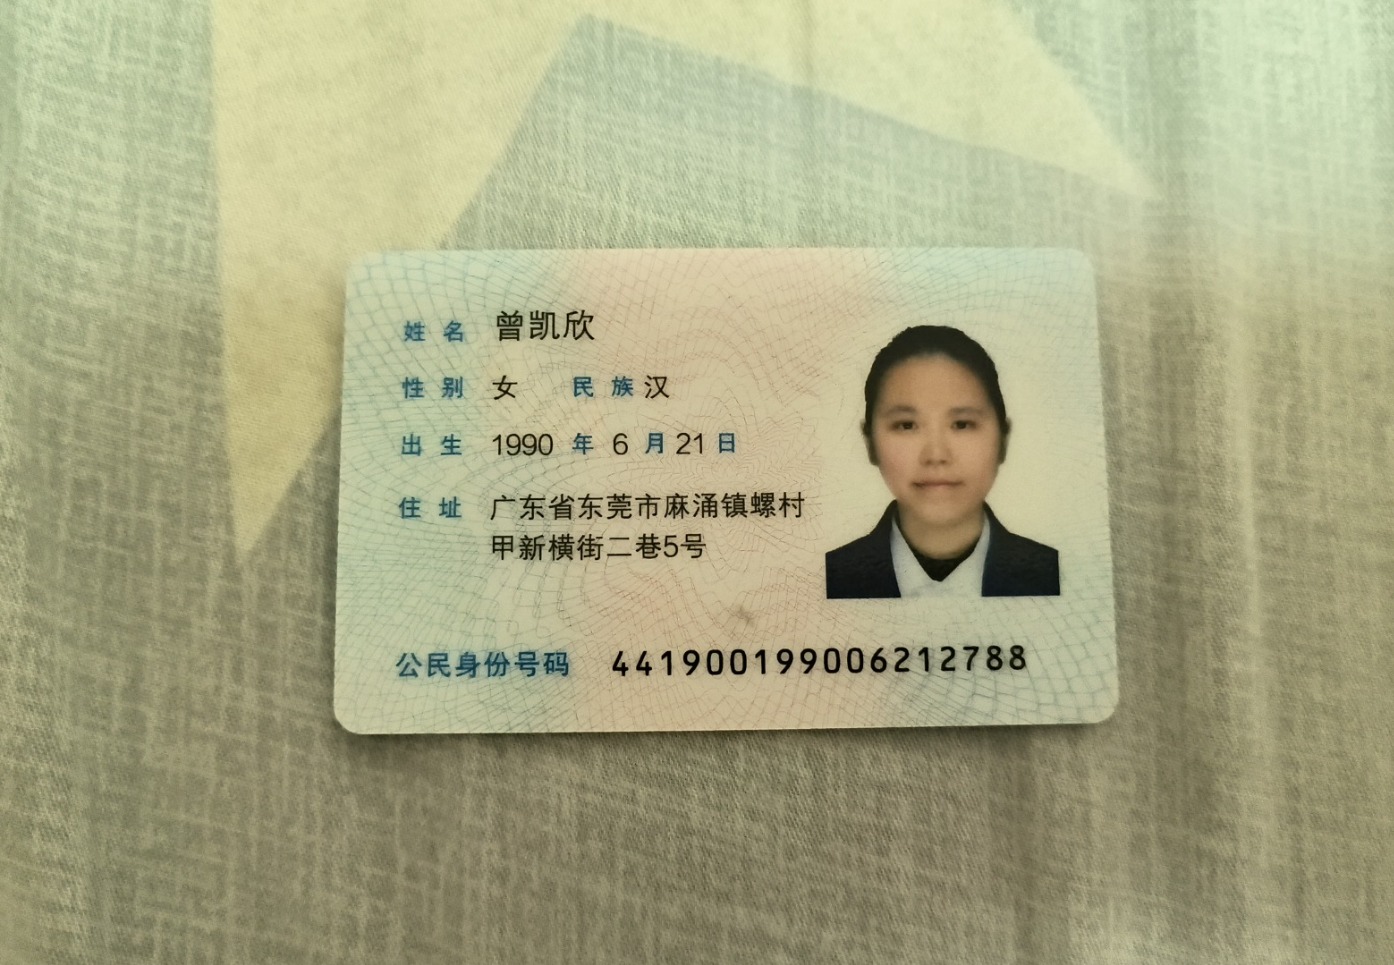 姓名 曾凯欣
性别 女 民族 汉
出生 1990 年 6 月 21 日
住址 广东省东莞市麻涌镇螺村
甲新横街二巷5号
公民身份号码 441900199006212788